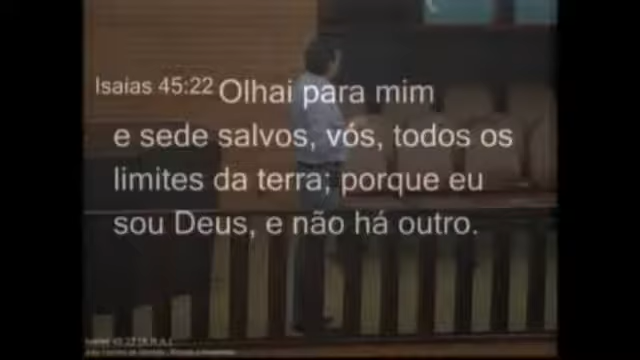 Isaías 45:22 Olhai para mim
e sede salvos, vós, todos os
limites da terra; porque eu
sou Deus, e não há outro.